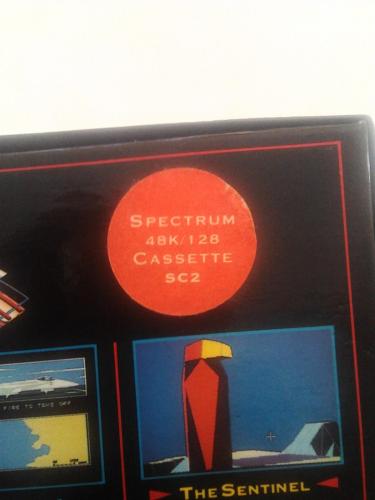 SPECTRUM
48K/128
CASSETTE
SC2
FIRE TO TAKE OFF
THE SENTINEL